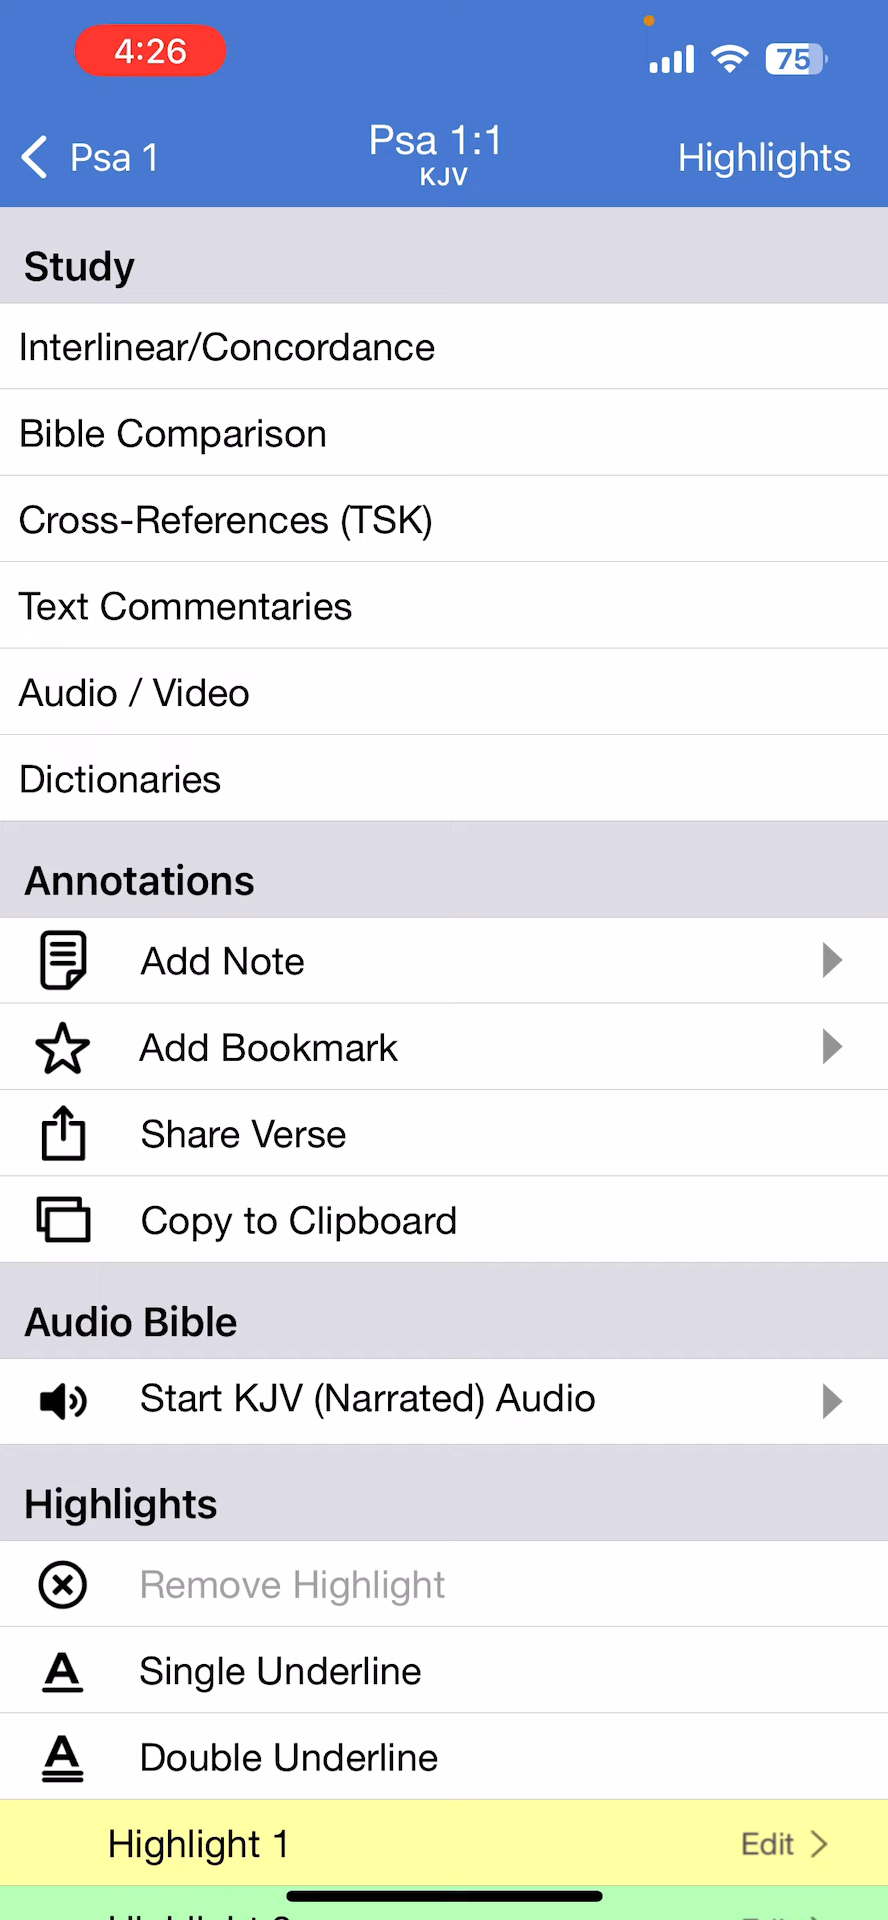 4:26
75
Psa 1
Psa 1:1
KJV
Highlights
Study
Interlinear/Concordance
Bible Comparison
Cross-References (TSK)
Text Commentaries
Audio / Video
Dictionaries
Annotations
Add Note
Add Bookmark
Share Verse
Copy to Clipboard
Audio Bible
Start KJV (Narrated) Audio
Highlights
Remove Highlight
A Single Underline
A Double Underline
Highlight 1 Edit